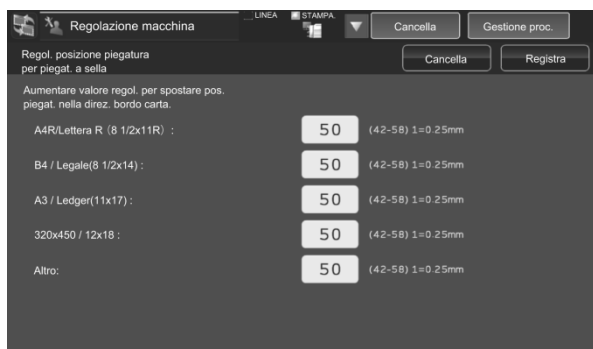 Regolazione macchina
LINEA
STAMPA.
Cancella
Gestione proc.
Regol. posizione piegatura
per piegat. a sella
Cancella
Registra
Aumentare valore regol. per spostare pos.
piegat. nella direz. bordo carta.
A4R/Lettera R (8 1/2x11R) :
50
(42-58) 1=0.25mm
B4 / Legale(8 1/2x14) :
50
(42-58) 1=0.25mm
A3 / Ledger(11x17) :
50
(42-58) 1=0.25mm
320x450 / 12x18 :
50
(42-58) 1=0.25mm
Altro:
50
(42-58) 1=0.25mm